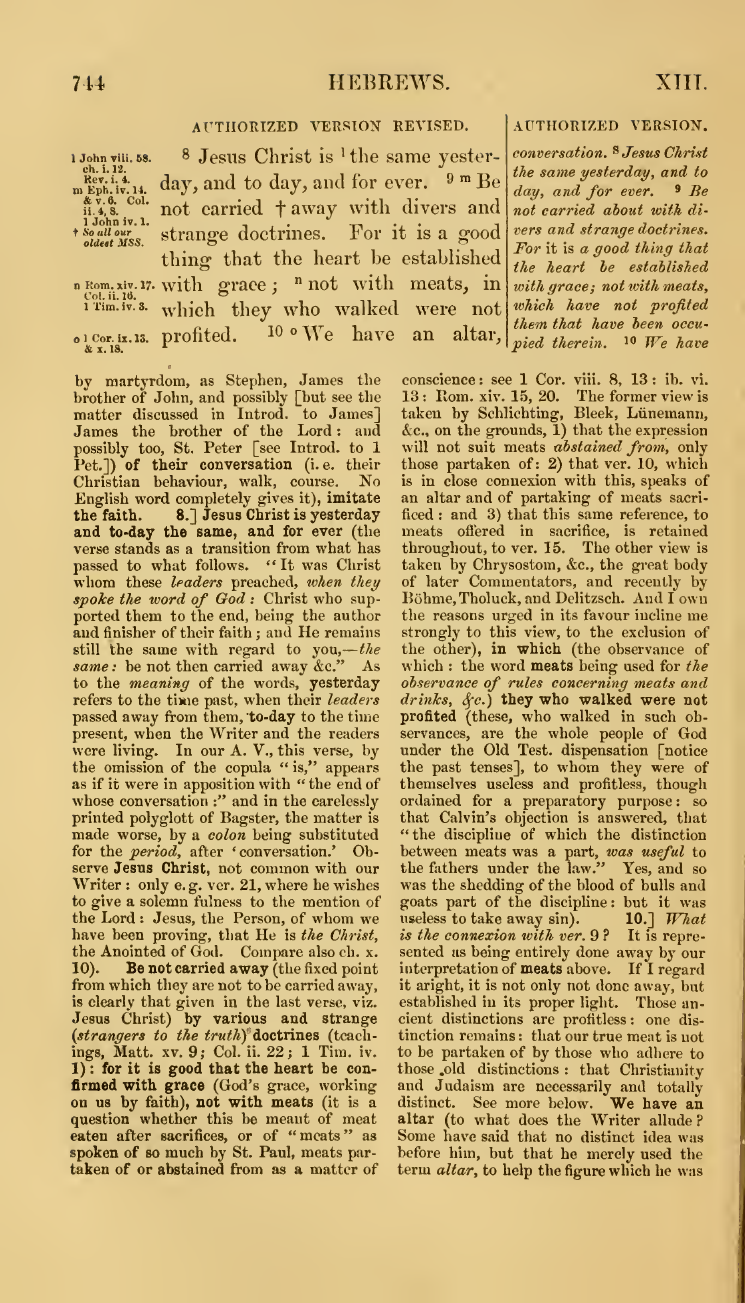 744
HEBREWS.
XIII.
AUTHORIZED VERSION REVISED.
1 John viii. 58.
ch. i. 12.
Rev. i. 4.
m Eph. iv. 14.
& v. 6. Col.
ii. 4, 8.
1 John iv. 1.
† So all our
oldest MSS.
n Rom. xiv. 17.
Col. ii. 16.
1 Tim. iv. 3.
o 1 Cor. ix. 13.
& x. 18.
8 Jesus Christ is l the same yester-
day, and to day, and for ever. 9 m Be
not carried † away with divers and
strange doctrines. For it is a good
thing that the heart be established
with grace ; n not with meats, in
which they who walked were not
profited. 10 o We have an altar,
AUTHORIZED VERSION.
conversation. 8 Jesus Christ
the same yesterday, and to
day, and for ever. 9 Be
not carried about with di-
vers and strange doctrines.
For it is a good thing that
the heart be established
with grace; not with meats,
which have not profited
them that have been occu-
pied therein. 10 We have
by martyrdom, as Stephen, James the
brother of John, and possibly [but see the
matter discussed in Introd. to James]
James the brother of the Lord : and
possibly too, St. Peter [see Introd. to 1
Pet.]) of their conversation (i. e. their
Christian behaviour, walk, course. No
English word completely gives it), imitate
the faith. 8.] Jesus Christ is yesterday
and to-day the same, and for ever (the
verse stands as a transition from what has
passed to what follows. "It was Christ
whom these leaders preached, when they
spoke the word of God : Christ who sup-
ported them to the end, being the author
and finisher of their faith ; and He remains
still the same with regard to you,—the
same : be not then carried away &c." As
to the meaning of the words, yesterday
refers to the time past, when their leaders
passed away from them, to-day to the time
present, when the Writer and the readers
were living. In our A. V., this verse, by
the omission of the copula "is," appears
as if it were in apposition with "the end of
whose conversation :" and in the carelessly
printed polyglott of Bagster, the matter is
made worse, by a colon being substituted
for the period, after 'conversation.' Ob-
serve Jesus Christ, not common with our
Writer : only e. g. ver. 21, where he wishes
to give a solemn fulness to the mention of
the Lord : Jesus, the Person, of whom we
have been proving, that He is the Christ,
the Anointed of God. Compare also ch. x.
10). Be not carried away (the fixed point
from which they are not to be carried away,
is clearly that given in the last verse, viz.
Jesus Christ) by various and strange
(strangers to the truth) doctrines (teach-
ings, Matt. xv. 9; Col. ii. 22 ; 1 Tim. iv.
1) : for it is good that the heart be con-
firmed with grace (God's grace, working
on us by faith), not with meats (it is a
question whether this be meant of meat
eaten after sacrifices, or of "meats" as
spoken of so much by St. Paul, meats par-
taken of or abstained from as a matter of
conscience : see 1 Cor. viii. 8, 13 : ib. vi.
13 : Rom. xiv. 15, 20. The former view is
taken by Schlichting, Bleek, Lünemann,
&c., on the grounds, 1) that the expression
will not suit meats abstained from, only
those partaken of : 2) that ver. 10, which
is in close connexion with this, speaks of
an altar and of partaking of meats sacri-
ficed : and 3) that this same reference, to
meats offered in sacrifice, is retained
throughout, to ver. 15. The other view is
taken by Chrysostom, &c., the great body
of later Commentators, and recently by
Böhme, Tholuck, and Delitzsch. And I own
the reasons urged in its favour incline me
strongly to this view, to the exclusion of
the other), in which (the observance of
which : the word meats being used for the
observance of rules concerning meats and
drinks, &c.) they who walked were not
profited (these, who walked in such ob-
servances, are the whole people of God
under the Old Test. dispensation [notice
the past tenses], to whom they were of
themselves useless and profitless, though
ordained for a preparatory purpose : so
that Calvin's objection is answered, that
"the discipline of which the distinction
between meats was a part, was useful to
the fathers under the law." Yes, and so
was the shedding of the blood of bulls and
goats part of the discipline : but it was
useless to take away sin). 10.] What
is the connexion with ver. 9 ? It is repre-
sented as being entirely done away by our
interpretation of meats above. If I regard
it aright, it is not only not done away, but
established in its proper light. Those an-
cient distinctions are profitless : one dis-
tinction remains : that our true meat is not
to be partaken of by those who adhere to
those old distinctions : that Christianity
and Judaism are necessarily and totally
distinct. See more below. We have an
altar (to what does the Writer allude ?
Some have said that no distinct idea was
before him, but that he merely used the
term altar, to help the figure which he was